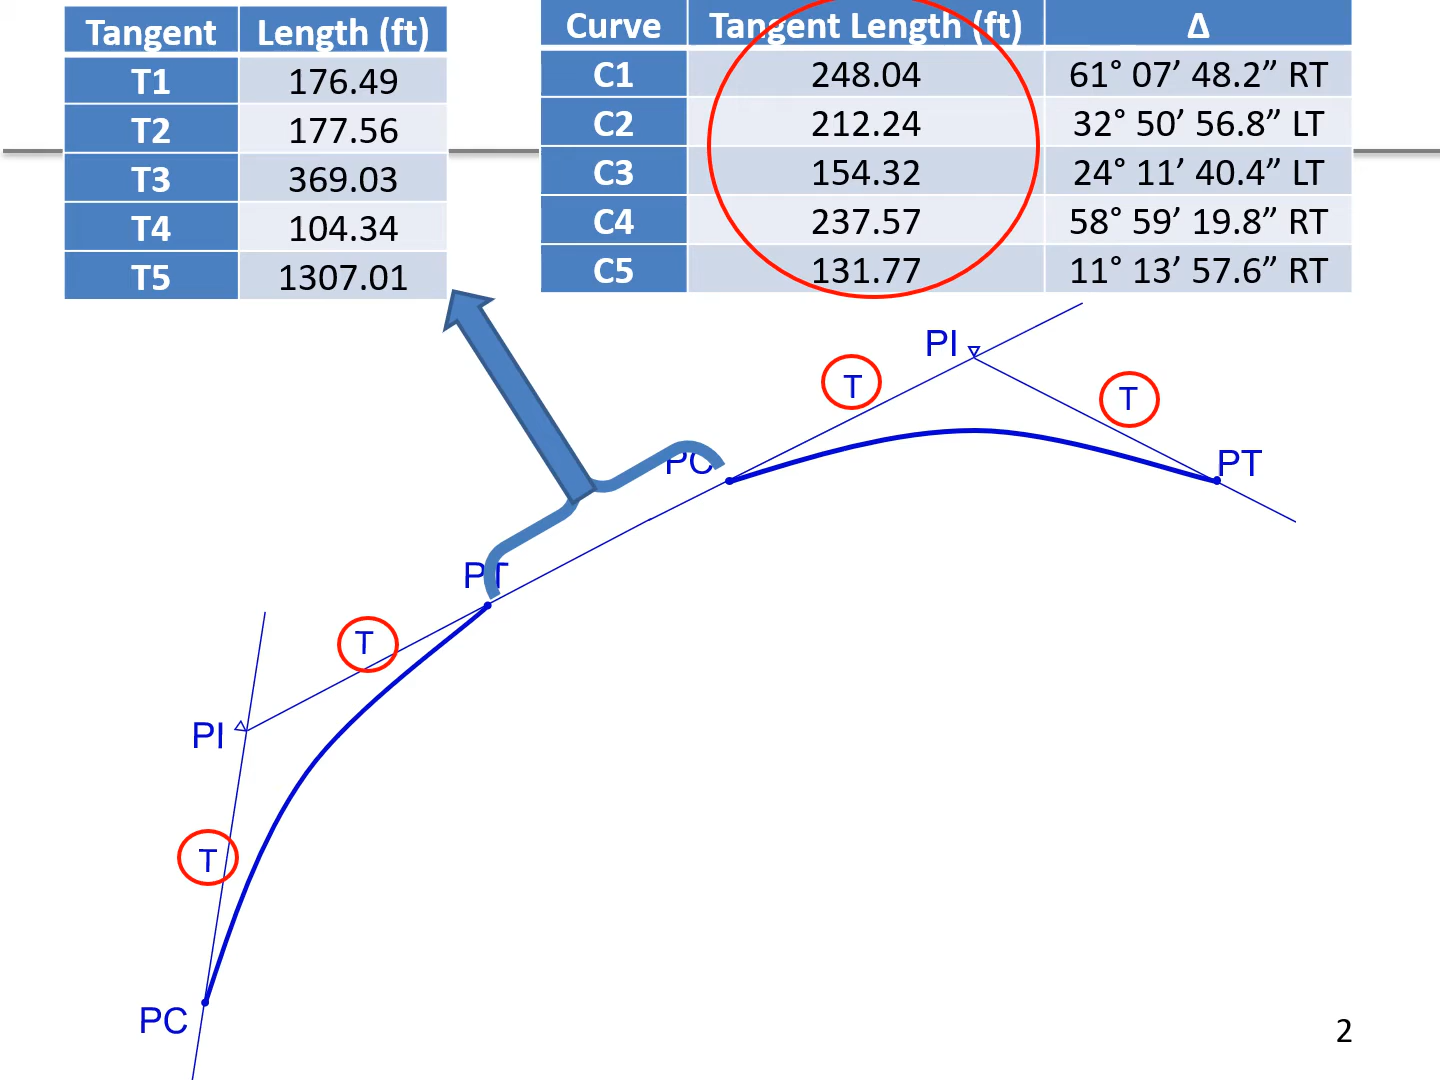 Tangent Length (ft)
T1 176.49
T2 177.56
T3 369.03
T4 104.34
T5 1307.01
Curve Tangent Length (ft) Δ
C1 248.04 61° 07’ 48.2” RT
C2 212.24 32° 50’ 56.8” LT
C3 154.32 24° 11’ 40.4” LT
C4 237.57 58° 59’ 19.8” RT
C5 131.77 11° 13’ 57.6” RT
PI
T
T
PC
PT
PT
T
PI
T
PC
2